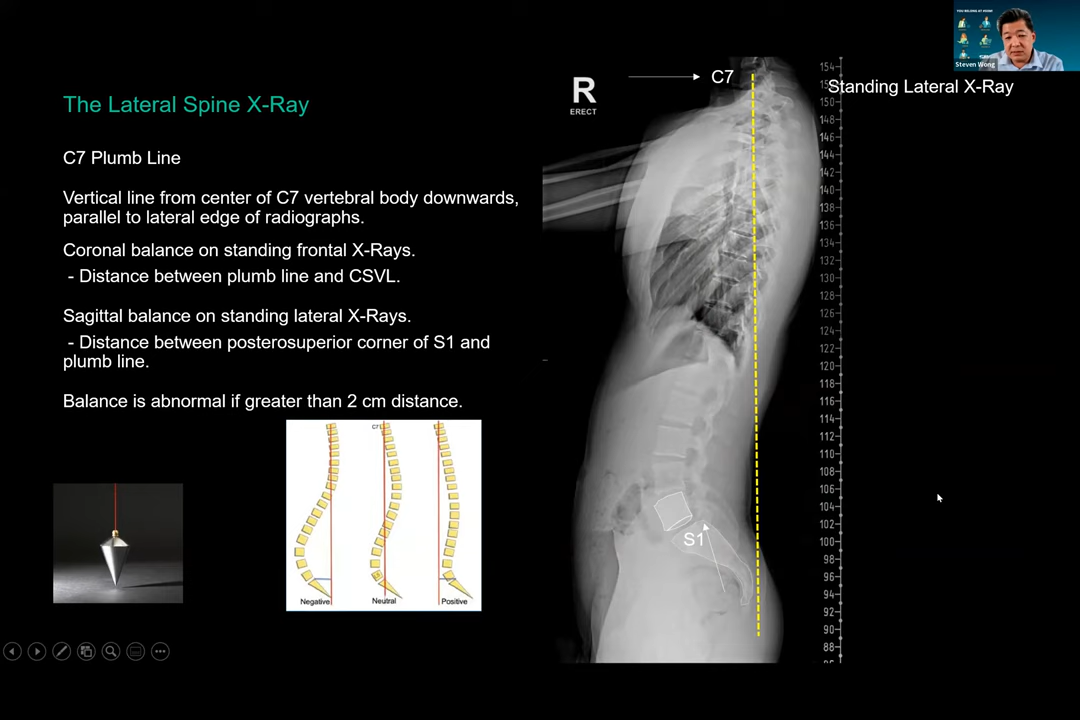 YOU BELONG AT HOME
Steven Wong
The Lateral Spine X-Ray
C7 Plumb Line
Vertical line from center of C7 vertebral body downwards,
parallel to lateral edge of radiographs.
Coronal balance on standing frontal X-Rays.
- Distance between plumb line and CSVL.
Sagittal balance on standing lateral X-Rays.
- Distance between posterosuperior corner of S1 and
plumb line.
Balance is abnormal if greater than 2 cm distance.
C7
Negative
Neutral
Positive
R
ERECT
C7
Standing Lateral X-Ray
S1
154
150
148
146
144
142
140
138
136
134
132
130
128
126
124
122
120
118
116
114
112
110
108
106
104
102
100
98
96
94
92
90
88